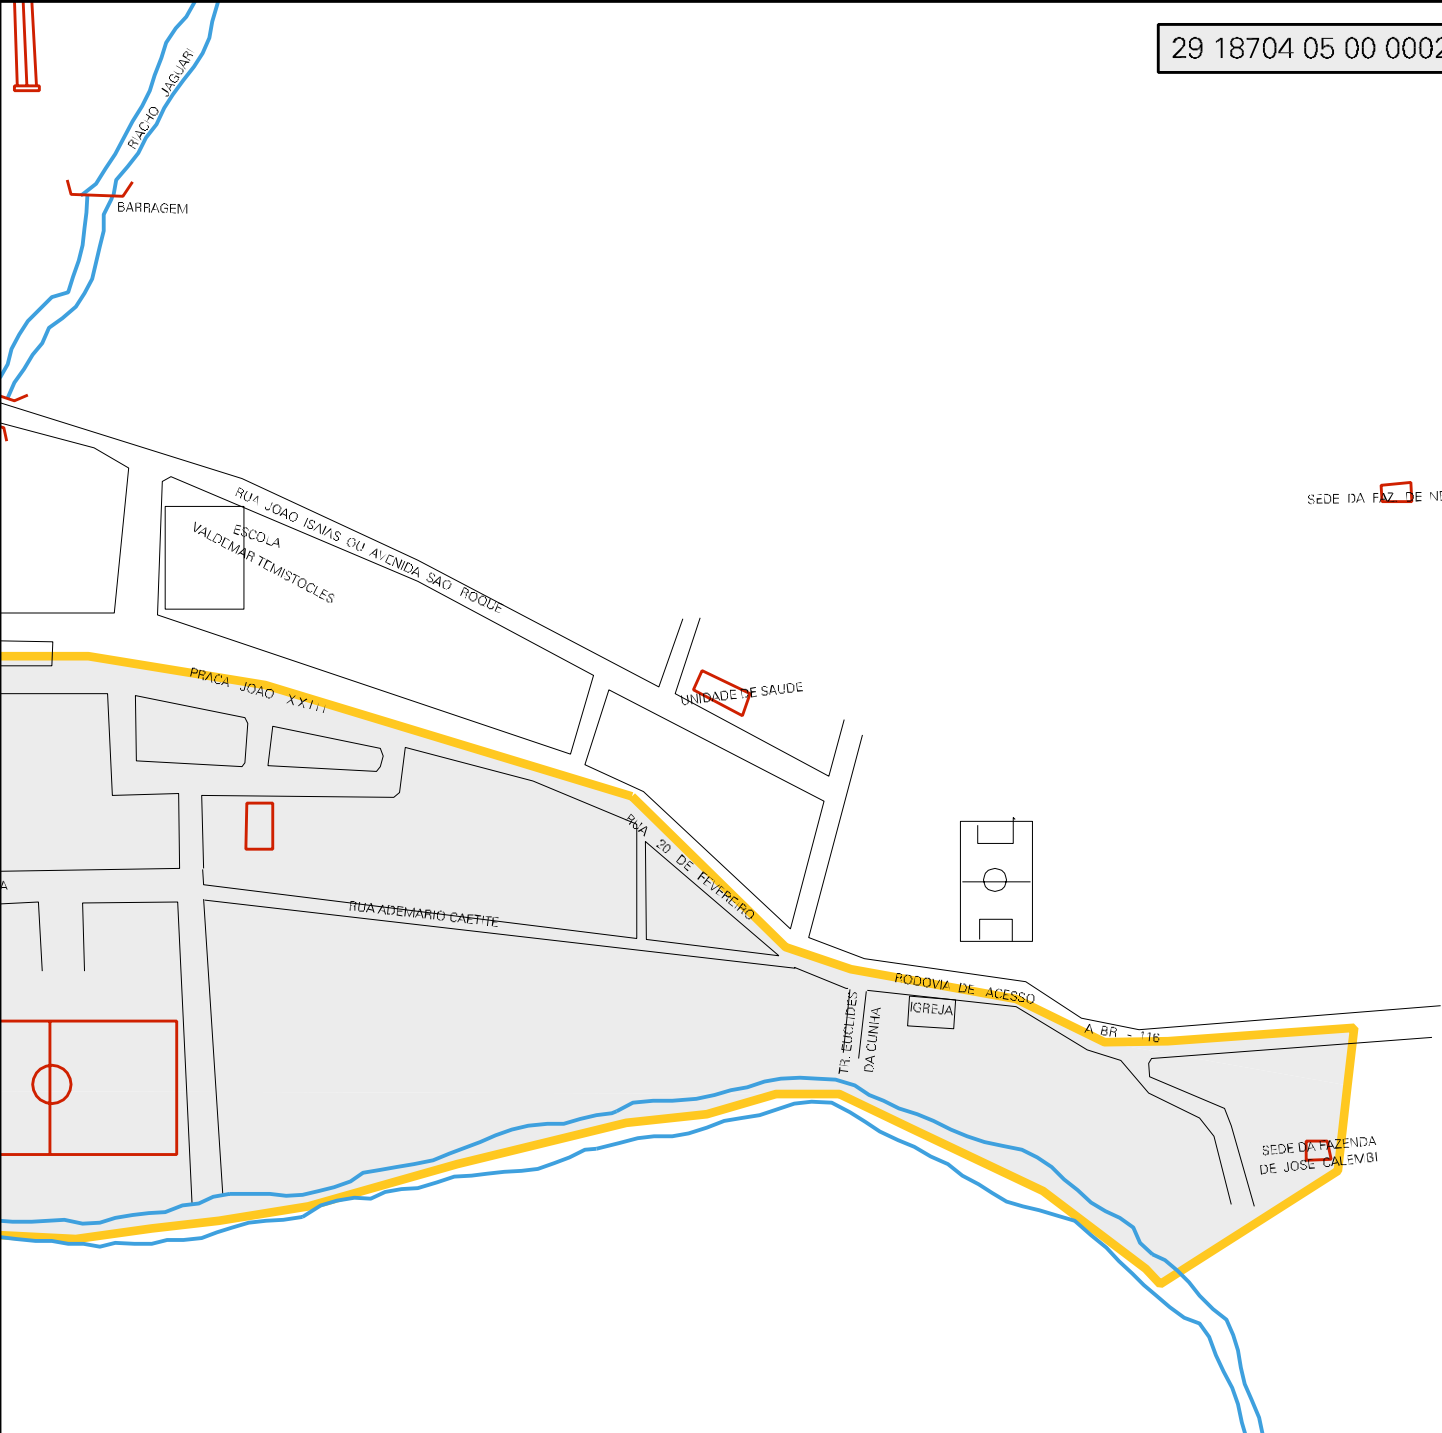 29 18704 05 00 0002
RIACHO JAGUARI
BARRAGEM
SEDE DA FAZ. DE
RUA JOAO ISAIAS OU AVENIDA SAO ROQUE
ESCOLA
VALDEMAR TEMISTOCLES
PRACA JOAO XXIII
UNIDADE DE SAUDE
RUA 20 DE FEVEREIRO
A
RUA ADEMARIO CAETITE
RODOVIA DE ACESSO
A BR - 116
IGREJA
TR. EUCLIDES
DA CUNHA
SEDE DA FAZENDA
DE JOSE CALEMBI